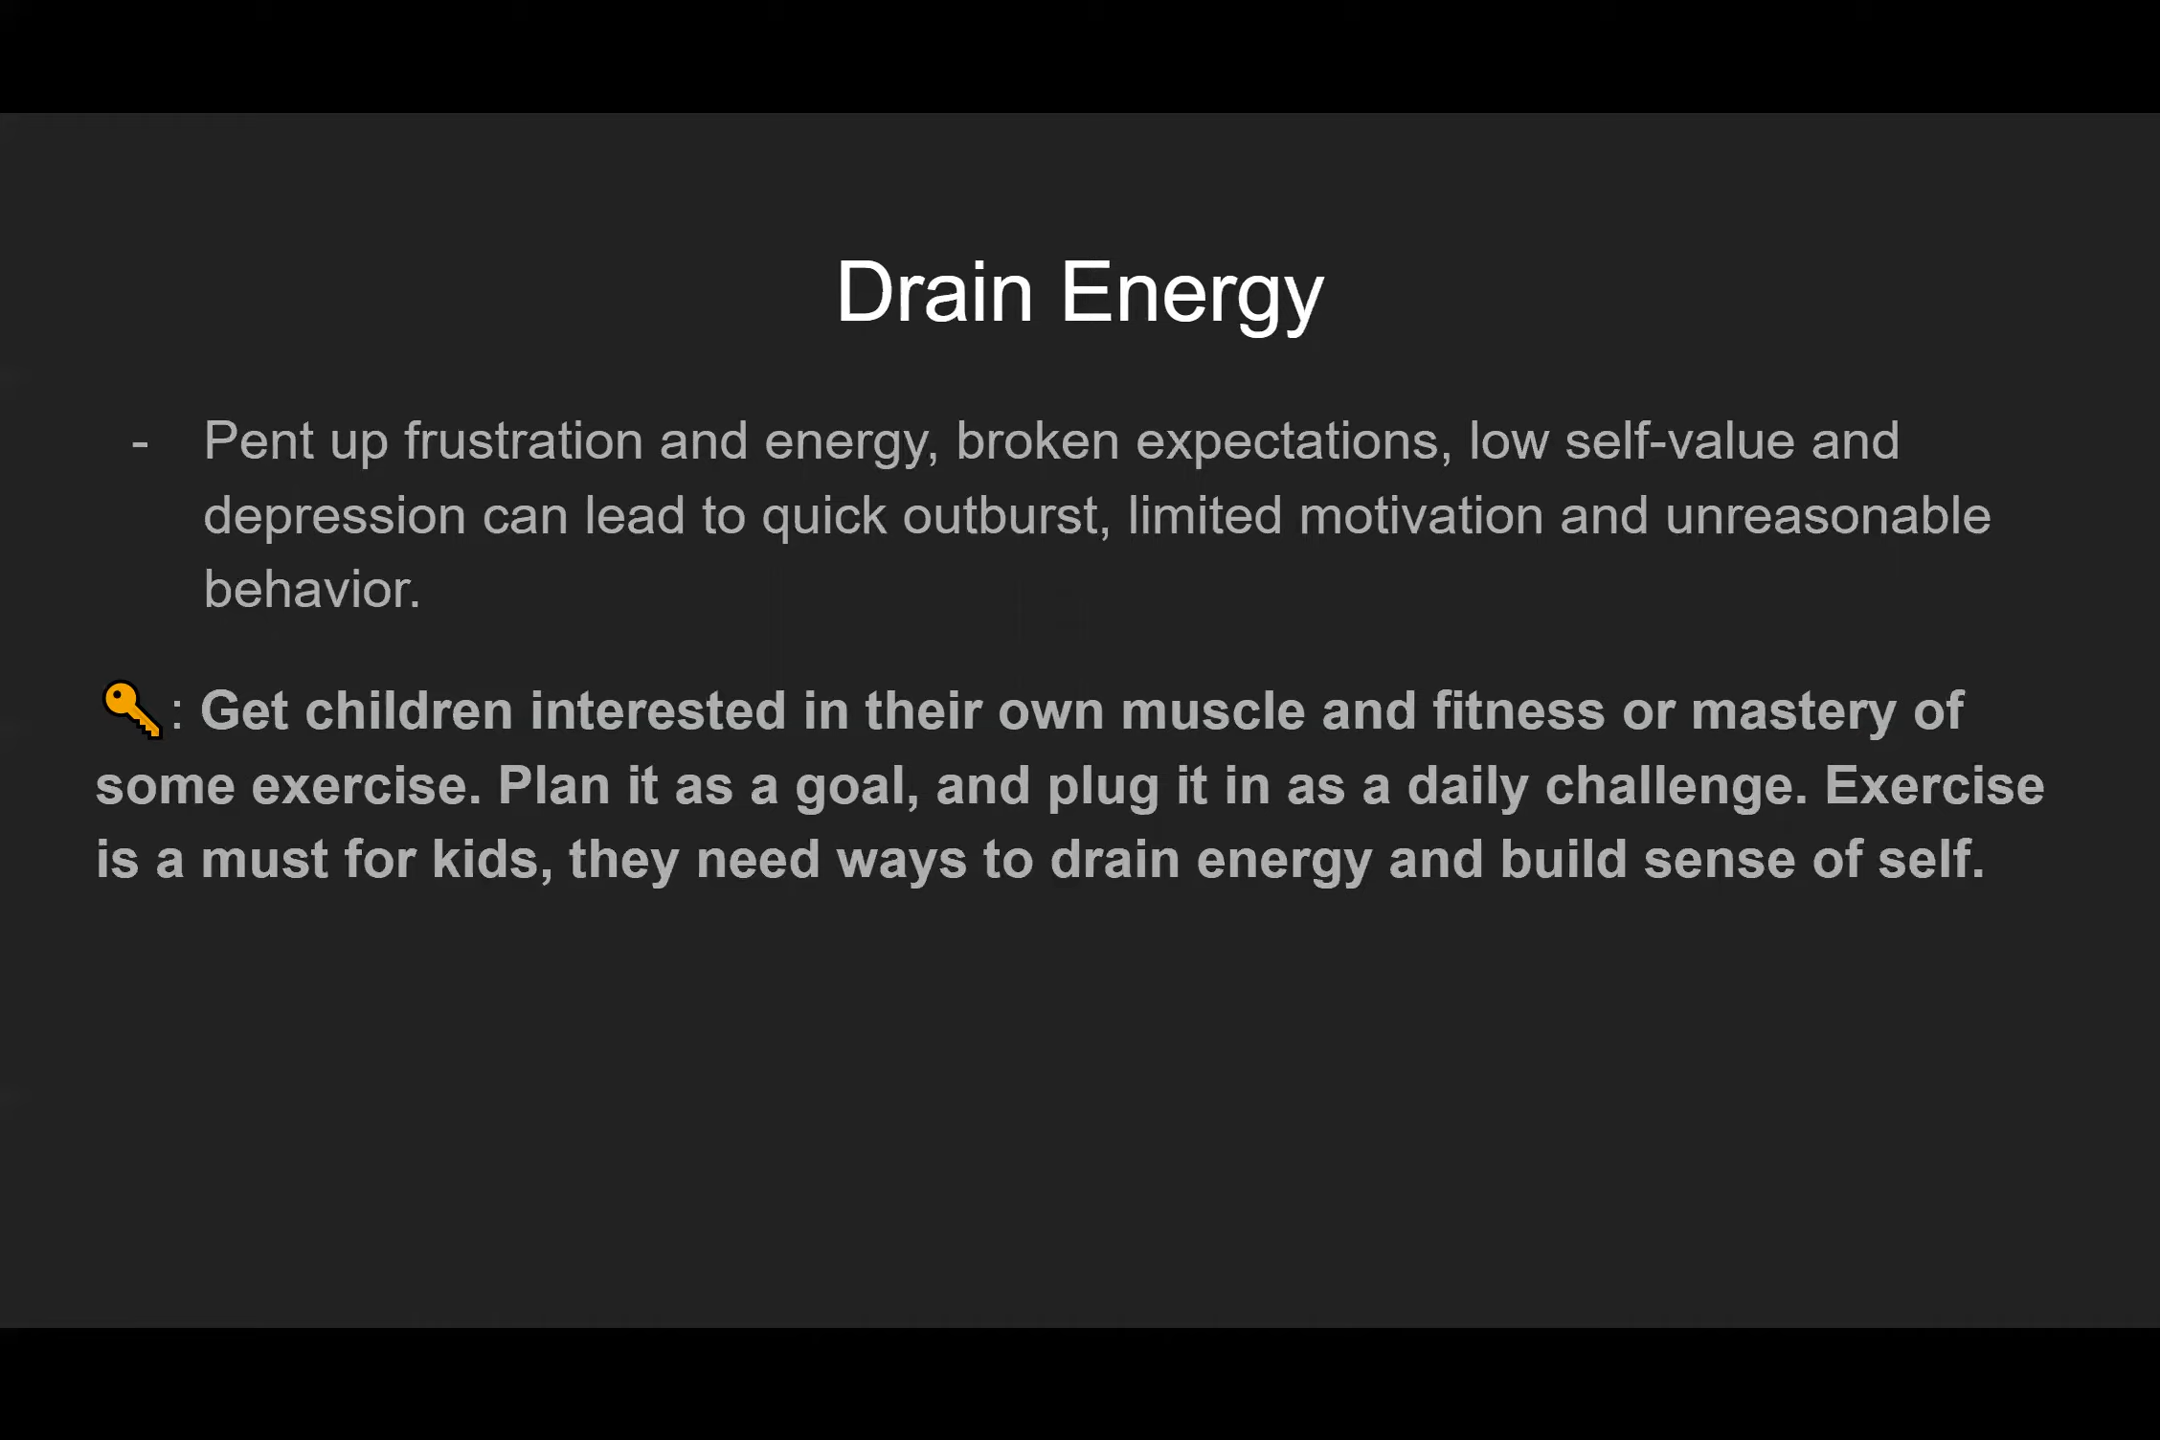 Drain Energy
- Pent up frustration and energy, broken expectations, low self-value and
depression can lead to quick outburst, limited motivation and unreasonable
behavior.
🔑: Get children interested in their own muscle and fitness or mastery of
some exercise. Plan it as a goal, and plug it in as a daily challenge. Exercise
is a must for kids, they need ways to drain energy and build sense of self.